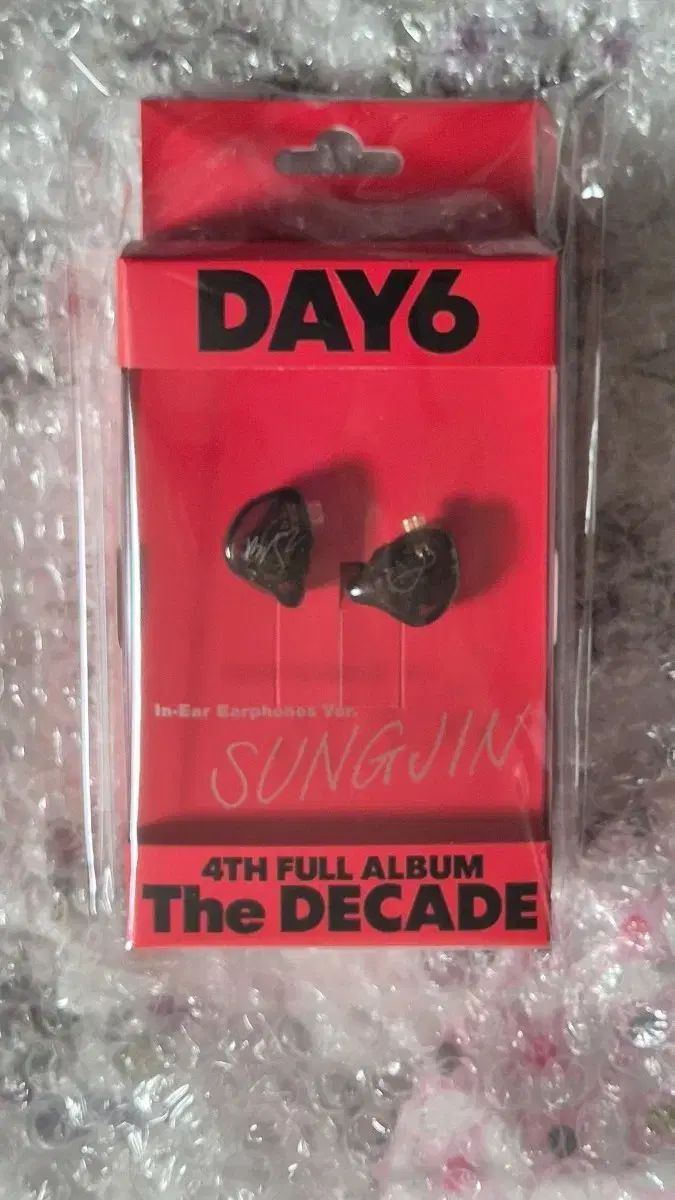 DAY6
In-Ear Earphones Ver.
SUNGJIN
4TH FULL ALBUM
The DECADE